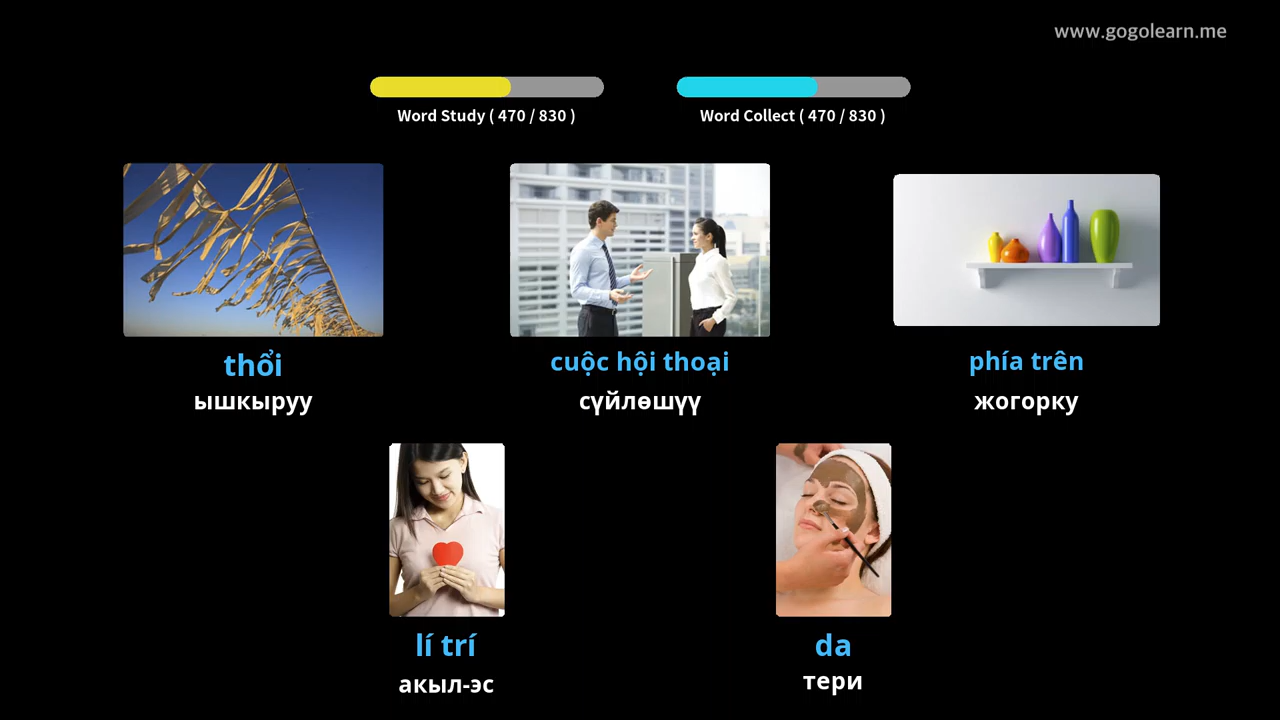 www.gogolearn.me
Word Study ( 470 / 830 )
Word Collect ( 470 / 830 )
thổi
ышкыруу
cuộc hội thoại
сүйлөшүү
phía trên
жогорку
lí trí
акыл-эс
da
тери